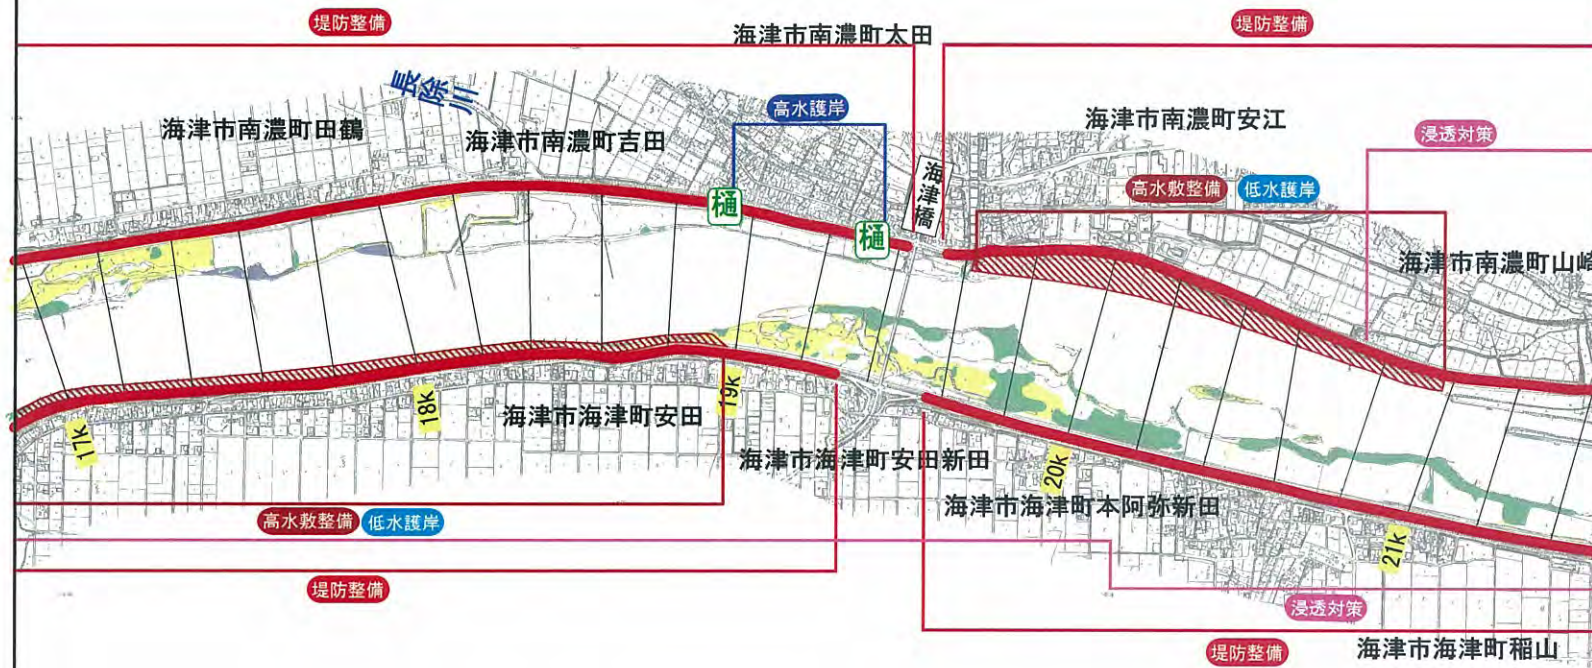 堤防整備
堤防整備
海津市南濃町太田
長除川
高水護岸
海津市南濃町田鶴
海津市南濃町吉田
海津市南濃町安江
浸透対策
海津橋
高水敷整備
低水護岸
樋
樋
海津市南濃町山崎
17k
18k
19k
海津市海津町安田
海津市海津町安田新田
20k
海津市海津町本阿弥新田
21k
高水敷整備
低水護岸
堤防整備
浸透対策
堤防整備
海津市海津町稲山